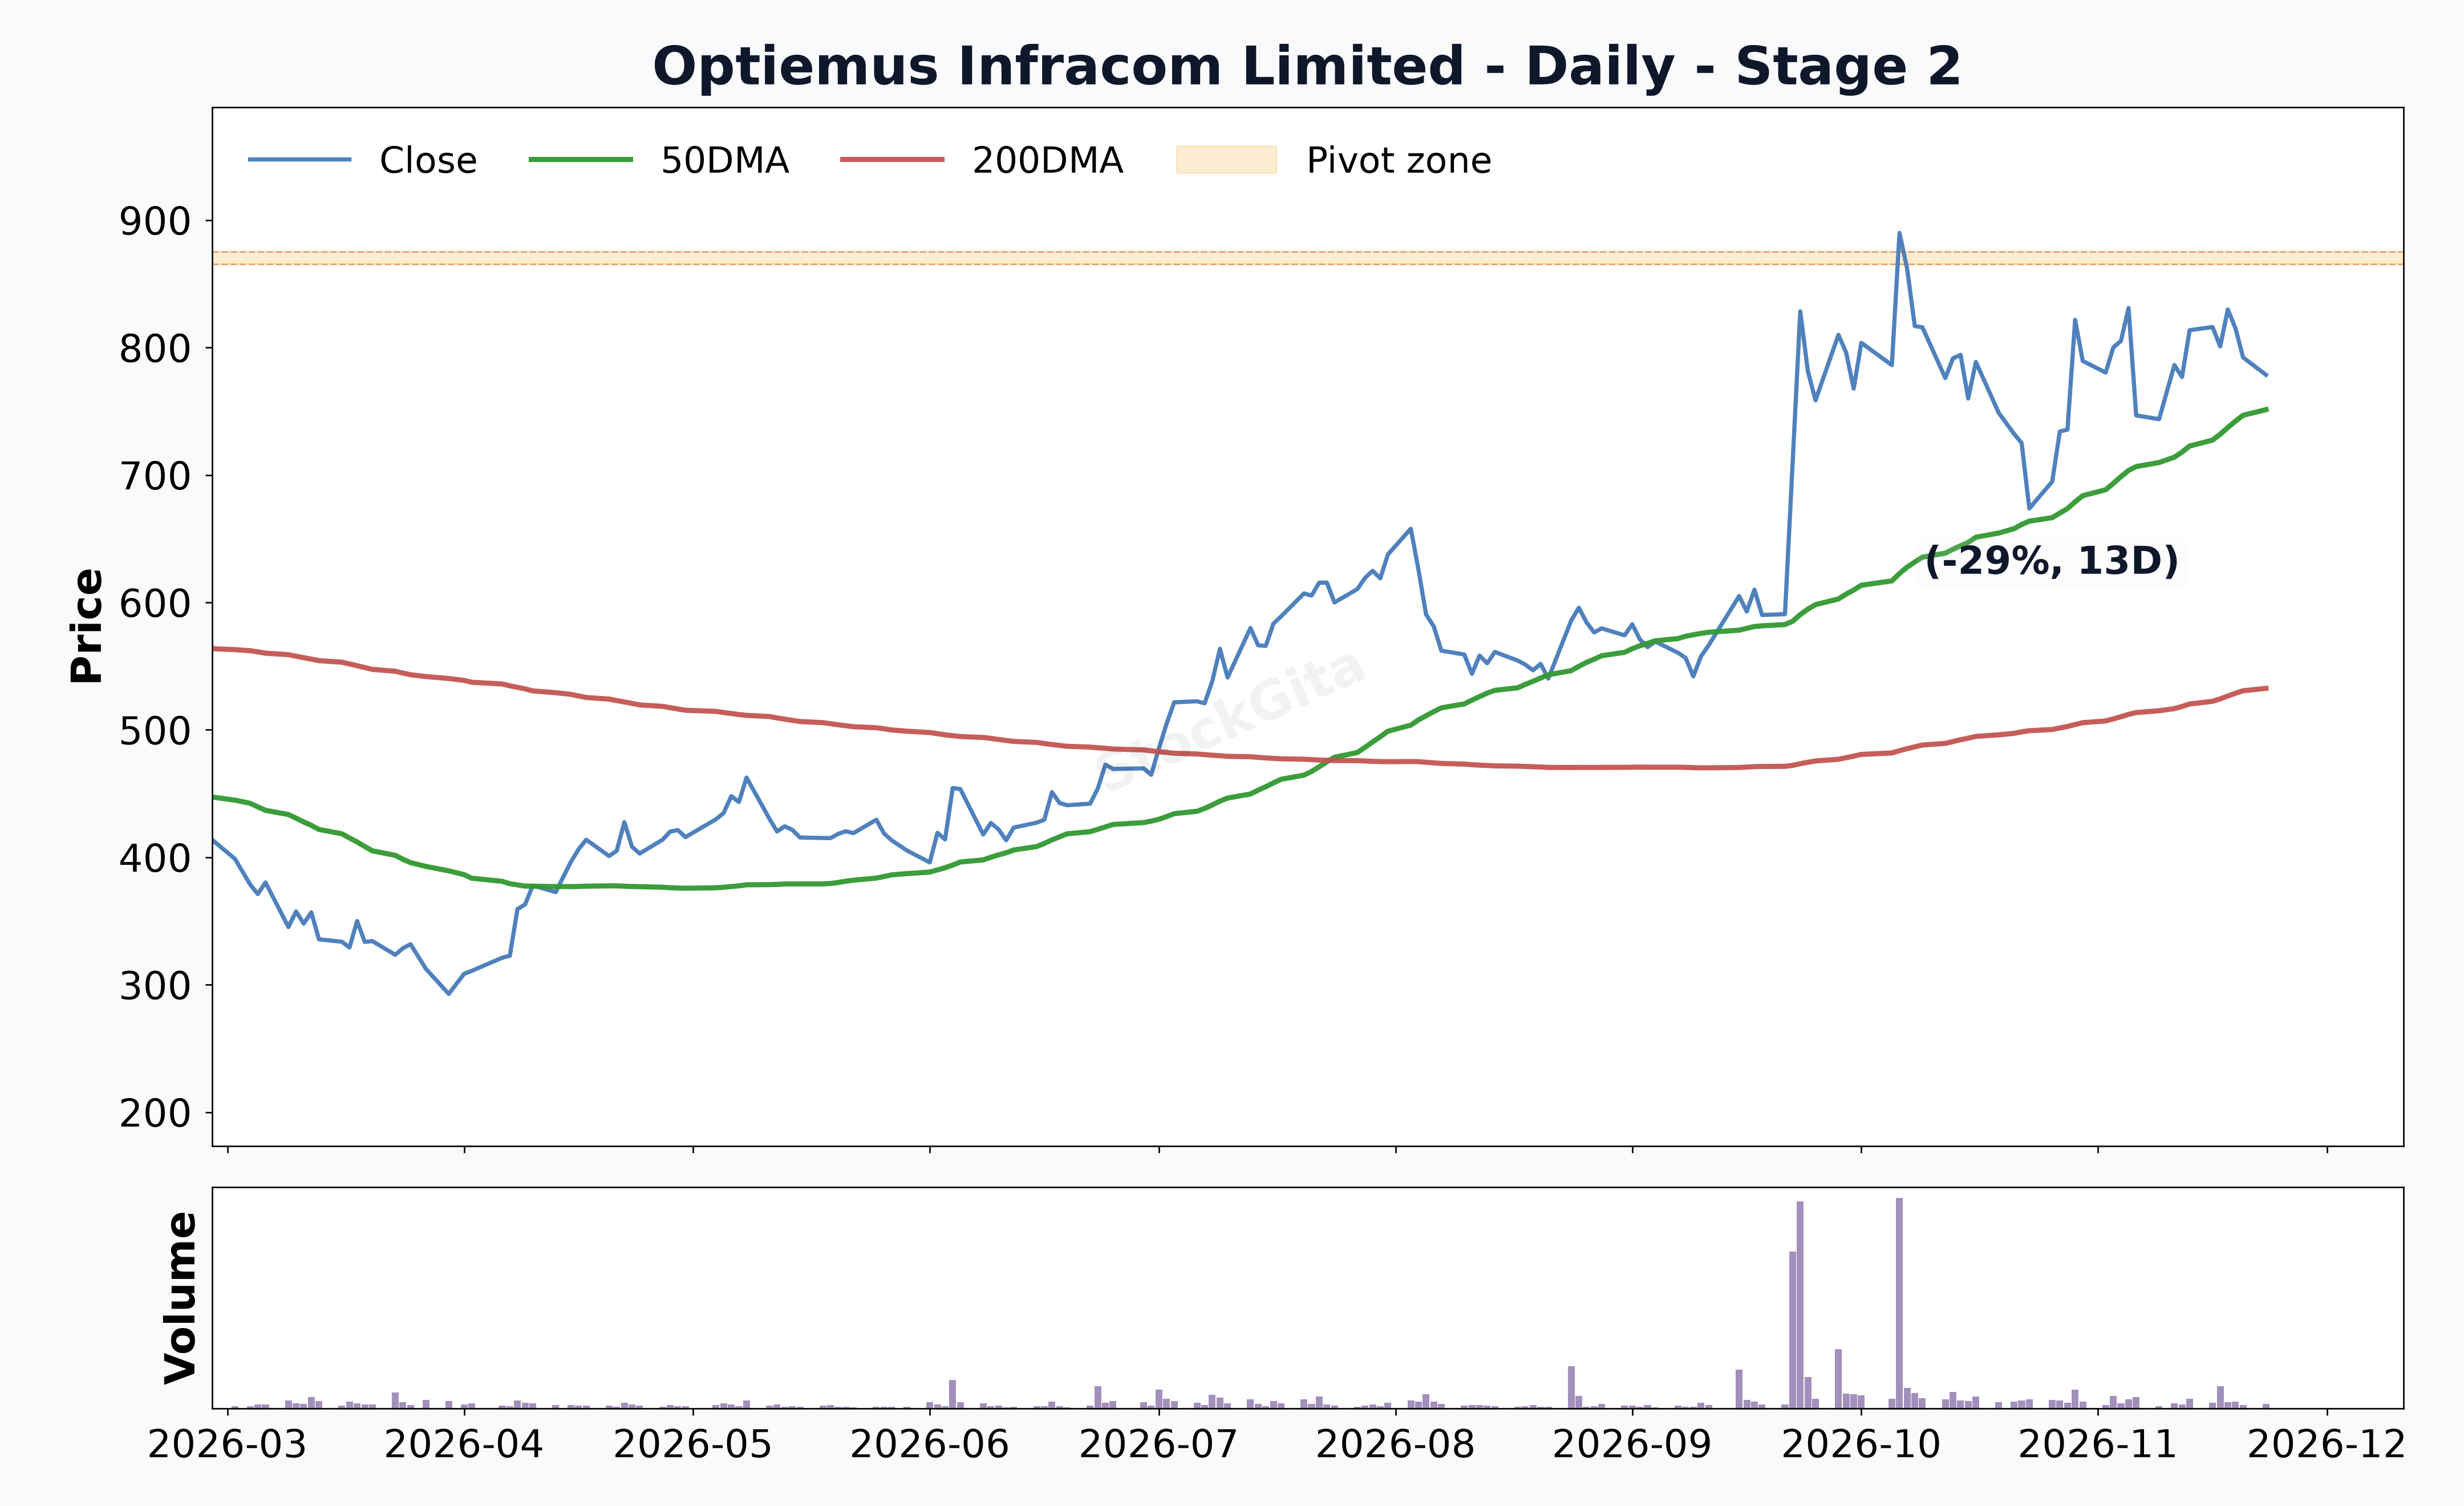 Optiemus Infracom Limited - Daily - Stage 2
Close 50DMA 200DMA Pivot zone
900
800
700
600
500
400
300
200
Price
(-29%, 13D)
StockGita
Volume
2026-03 2026-04 2026-05 2026-06 2026-07 2026-08 2026-09 2026-10 2026-11 2026-12